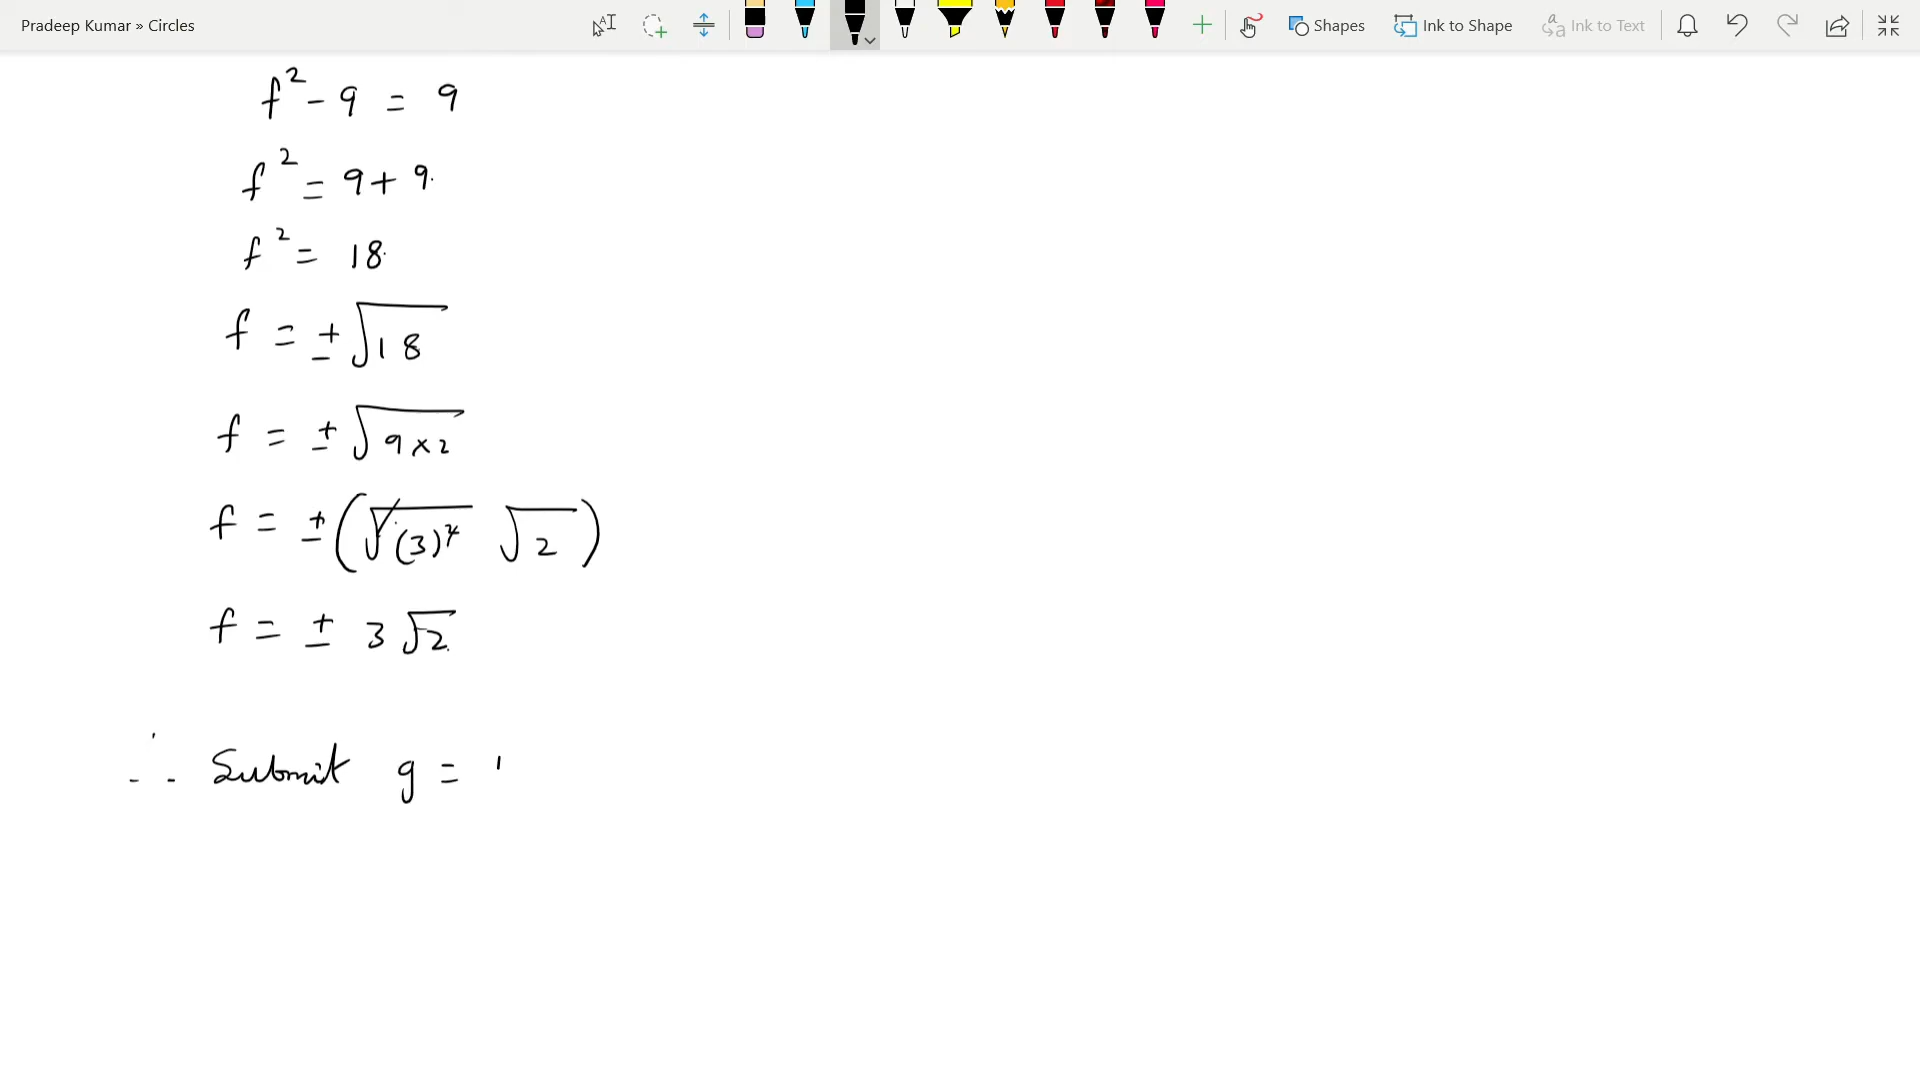 Pradeep Kumar » Circles Shapes Ink to Shape Ink to Text
f² - 9 = 9
f² = 9 + 9.
f² = 18.
f = ±√18
f = ±√9×2
f = ±(√(3)² √2)
f = ± 3√2.
∴ Submit g =